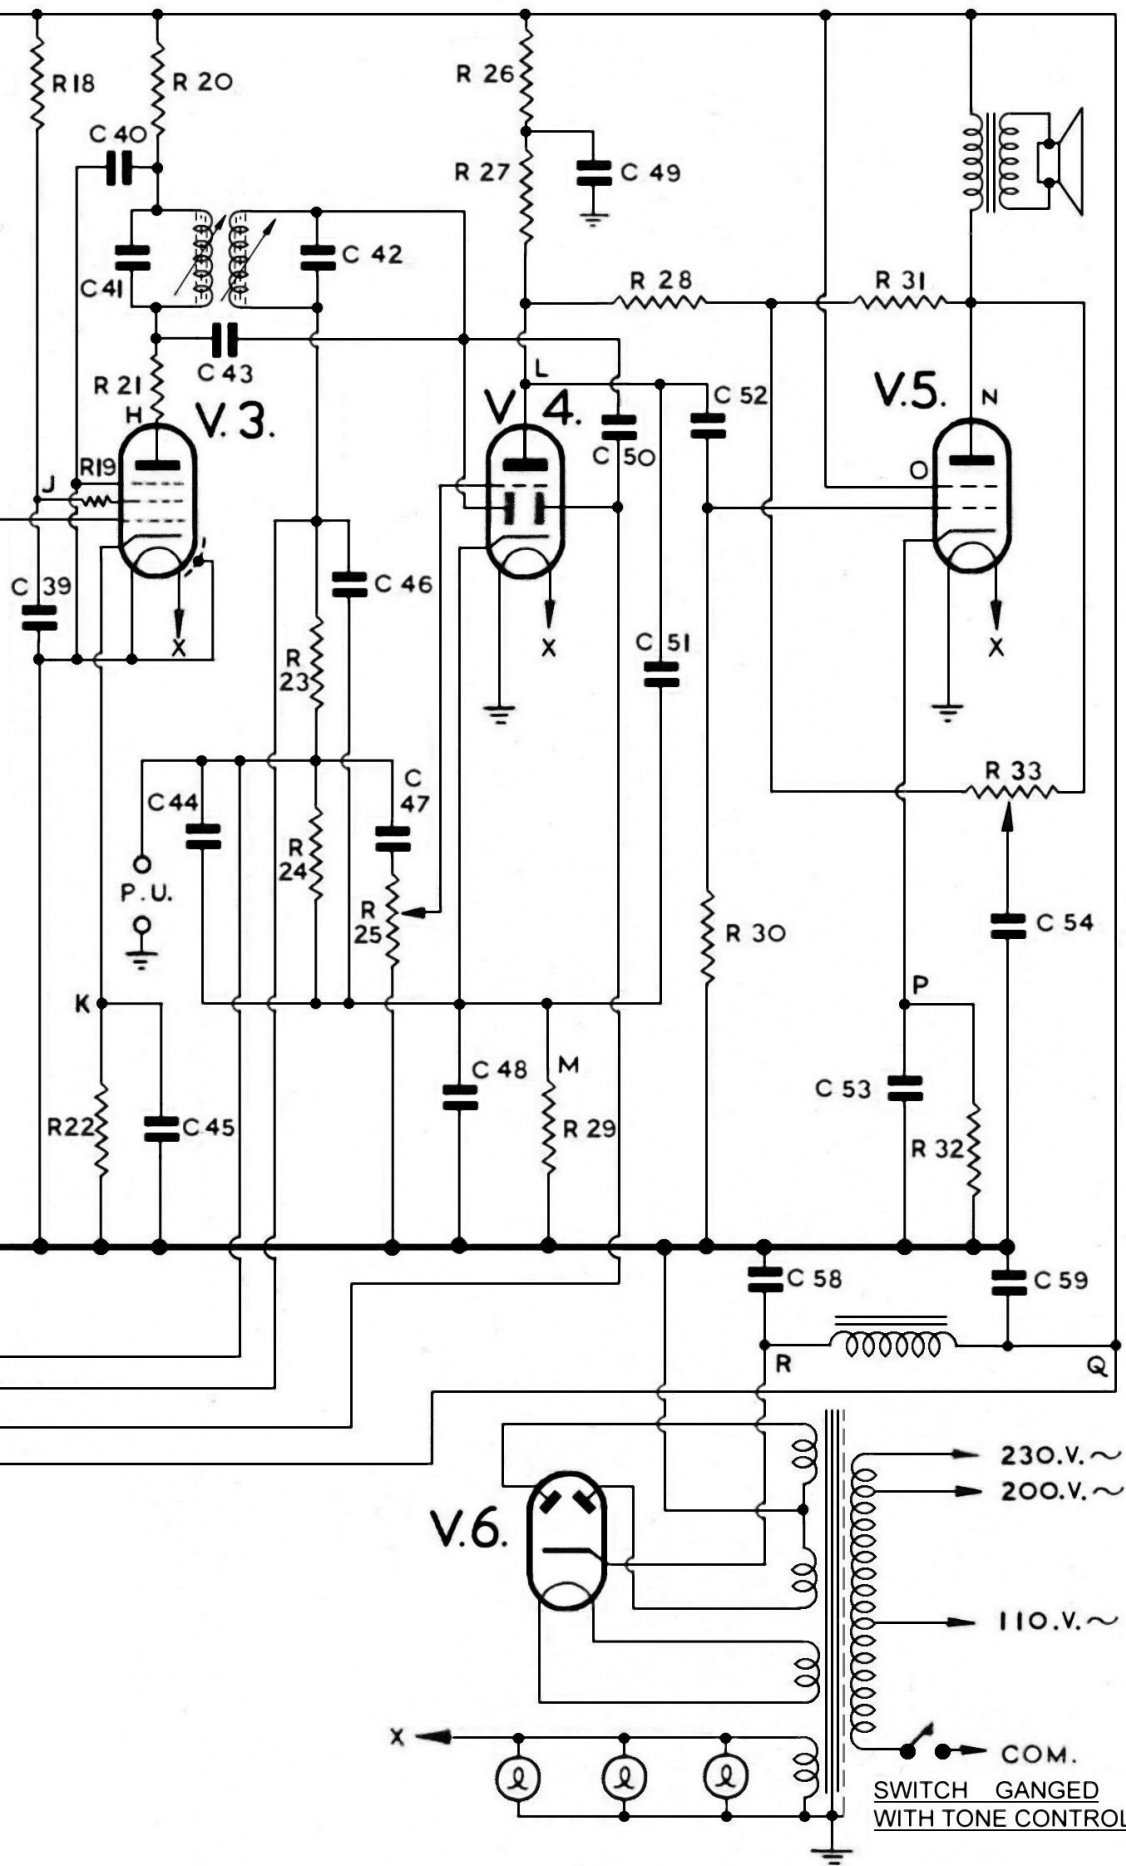 R18
R 20
R 26
C 40
R 27
C 49
C41
C 42
R 28
R 31
C 43
L
R 21
H
V. 3.
V 4.
C 52
V.5.
N
R19
J
C 50
O
C 39
C 46
X
X
X
R
23
C 51
C44
C
47
R 33
R
24
P.U.
R
25
R 30
C 54
K
P
C 48
M
C 53
R22
C45
R 29
R 32
C 58
C 59
R
Q
V.6.
230.V.~
200.V.~
110.V.~
X
COM.
SWITCH GANGED
WITH TONE CONTROL